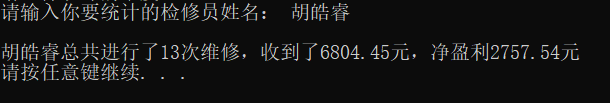 请输入你要统计的检修员姓名： 胡皓睿
胡皓睿总共进行了13次维修，收到了6804.45元，净盈利2757.54元
请按任意键继续. . .